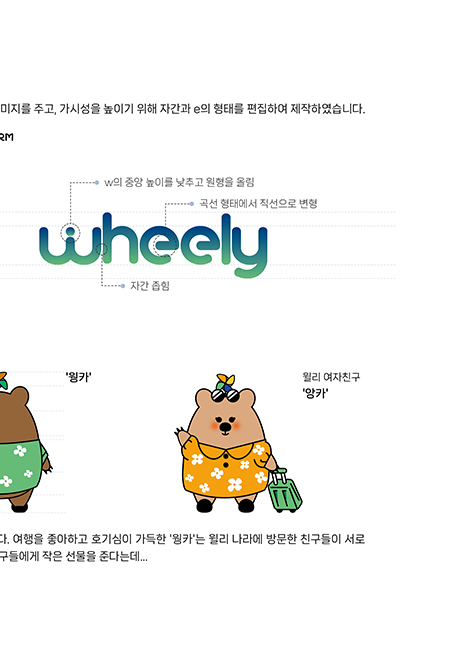 미지를 주고, 가시성을 높이기 위해 자간과 e의 형태를 편집하여 제작하였습니다.
RM
w의 중앙 높이를 낮추고 원형을 올림
곡선 형태에서 직선으로 변형
wheely
자간 좁힘
'웡카'
윌리 여자친구
'앙카'
다. 여행을 좋아하고 호기심이 가득한 '웡카'는 윌리 나라에 방문한 친구들이 서로
구들에게 작은 선물을 준다는데...